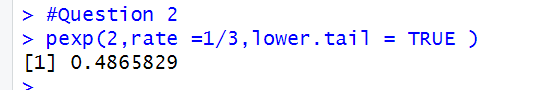 > #Question 2
> pexp(2,rate =1/3,lower.tail = TRUE )
[1] 0.4865829
>